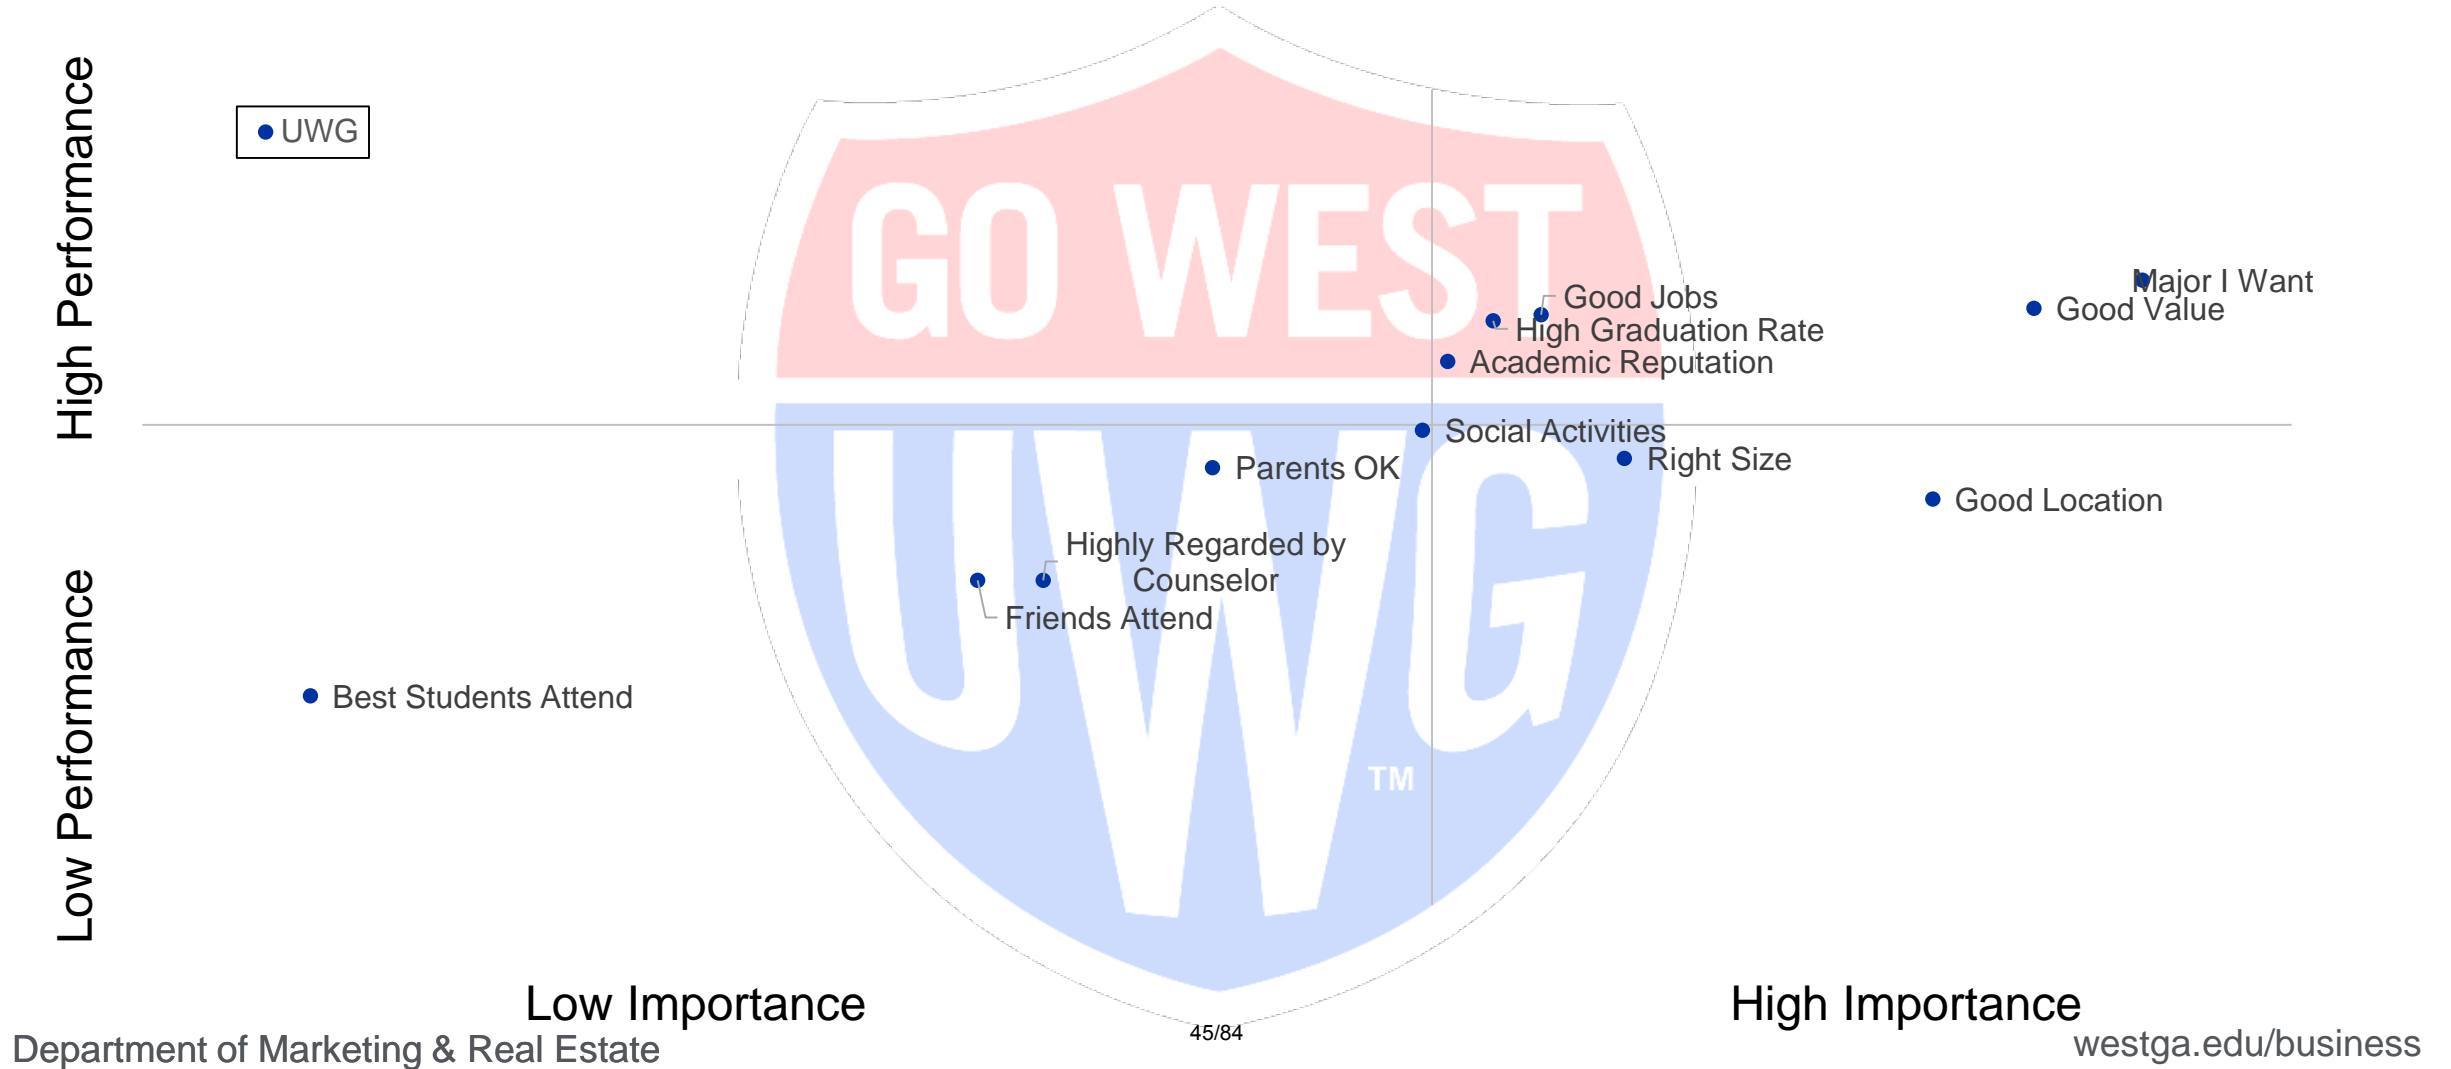 High Performance
UWG
GO WEST
Major I Want
Good Jobs
Good Value
High Graduation Rate
Academic Reputation
UWG
Social Activities
Right Size
Parents OK
Good Location
Highly Regarded by
Counselor
Friends Attend
Best Students Attend
Low Performance
TM
Low Importance
High Importance
45/84
Department of Marketing & Real Estate
westga.edu/business